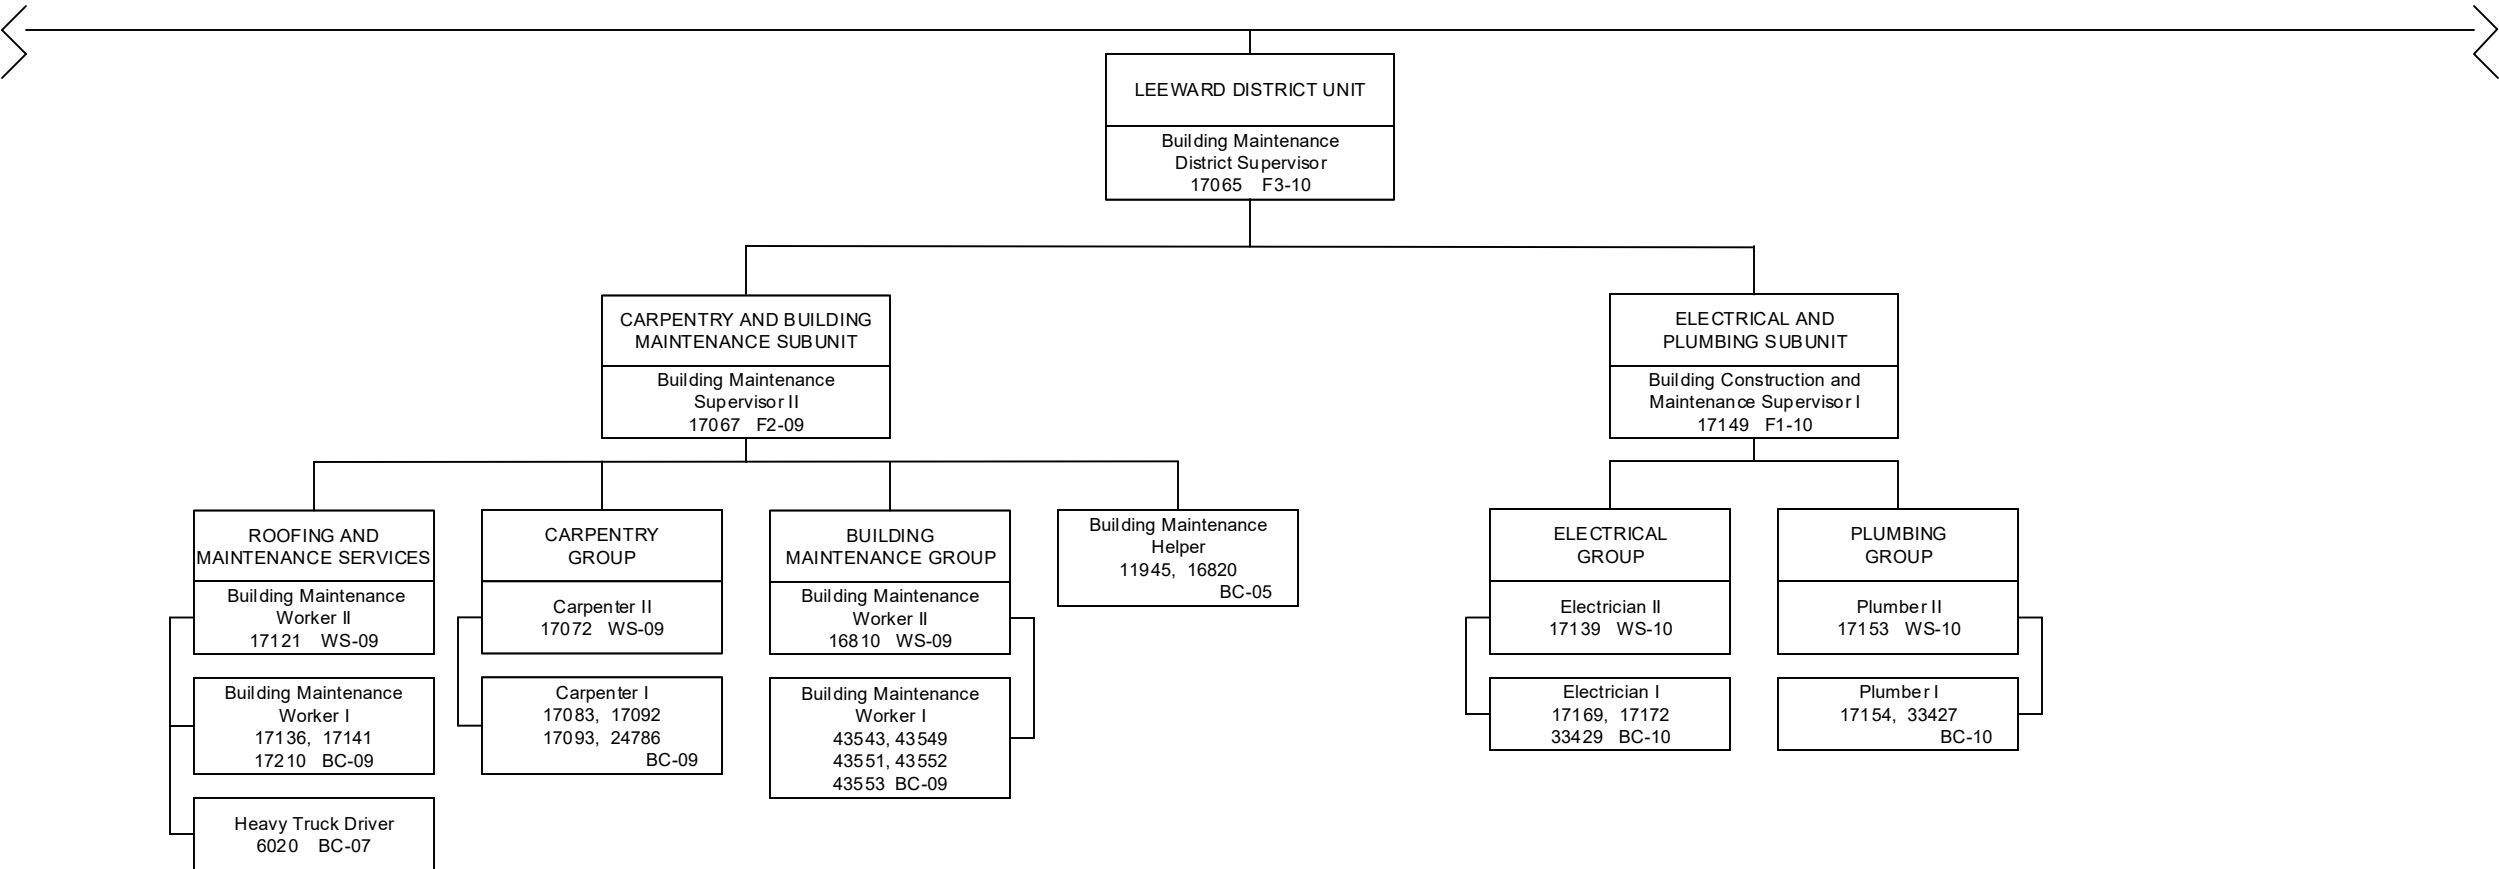 LEEWARD DISTRICT UNIT
Building Maintenance
District Supervisor
17065 F3-10
CARPENTRY AND BUILDING
MAINTENANCE SUBUNIT
Building Maintenance
Supervisor II
17067 F2-09
ELECTRICAL AND
PLUMBING SUBUNIT
Building Construction and
Maintenance Supervisor I
17149 F1-10
ROOFING AND
MAINTENANCE SERVICES
Building Maintenance
Worker II
17121 WS-09
Building Maintenance
Worker I
17136, 17141
17210 BC-09
Heavy Truck Driver
6020 BC-07
CARPENTRY
GROUP
Carpenter II
17072 WS-09
Carpenter I
17083, 17092
17093, 24786
BC-09
BUILDING
MAINTENANCE GROUP
Building Maintenance
Worker II
16810 WS-09
Building Maintenance
Worker I
43543, 43549
43551, 43552
43553 BC-09
Building Maintenance
Helper
11945, 16820
BC-05
ELECTRICAL
GROUP
Electrician II
17139 WS-10
Electrician I
17169, 17172
33429 BC-10
PLUMBING
GROUP
Plumber II
17153 WS-10
Plumber I
17154, 33427
BC-10